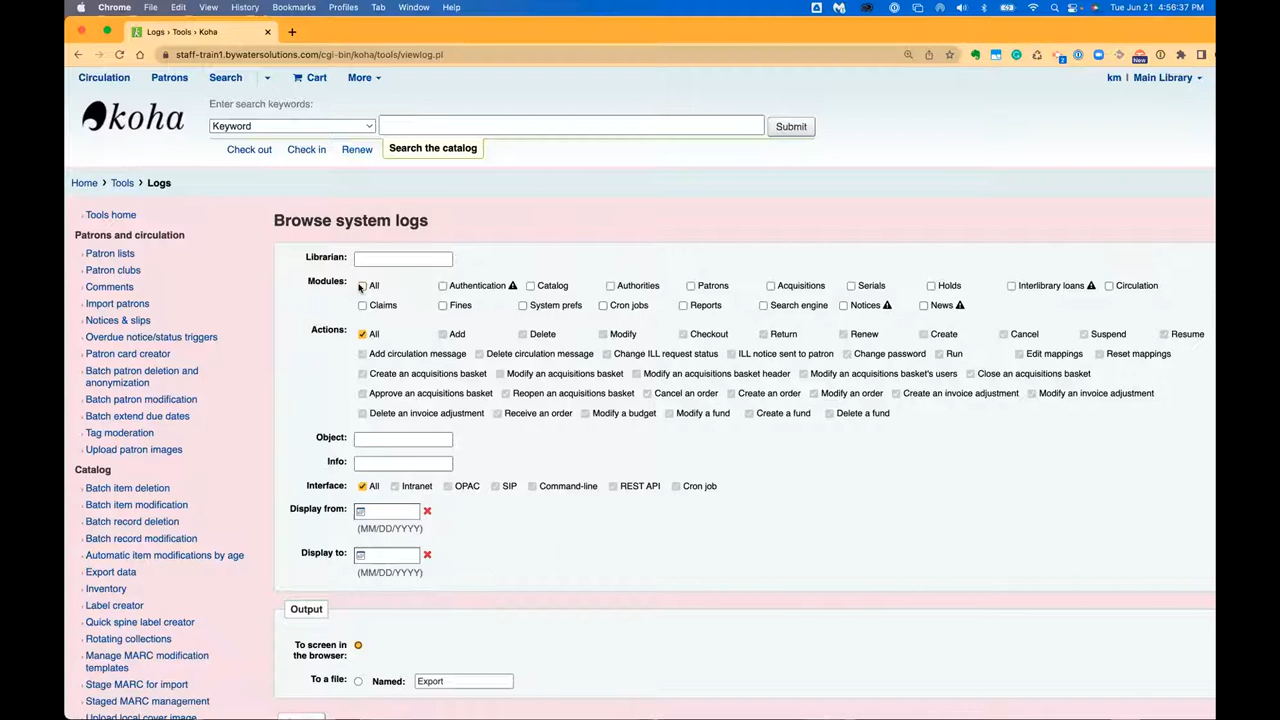 Chrome File Edit View History Bookmarks Profiles Tab Window Help Tue Jun 21 4:56:37 PM
Logs › Tools › Koha
staff-train1.bywatersolutions.com/cgi-bin/koha/tools/viewlog.pl
2 New
Circulation Patrons Search Cart More km | Main Library
Enter search keywords:
koha
Keyword Submit
Check out Check in Renew Search the catalog
Home › Tools › Logs
Tools home
Patrons and circulation
Patron lists
Patron clubs
Comments
Import patrons
Notices & slips
Overdue notice/status triggers
Patron card creator
Batch patron deletion and
anonymization
Batch patron modification
Batch extend due dates
Tag moderation
Upload patron images
Catalog
Batch item deletion
Batch item modification
Batch record deletion
Batch record modification
Automatic item modifications by age
Export data
Inventory
Label creator
Quick spine label creator
Rotating collections
Manage MARC modification
templates
Stage MARC for import
Staged MARC management
Upload local cover image
Browse system logs
Librarian:
Modules: All Authentication Catalog Authorities Patrons Acquisitions Serials Holds Interlibrary loans Circulation
Claims Fines System prefs Cron jobs Reports Search engine Notices News
Actions: All Add Delete Modify Checkout Return Renew Create Cancel Suspend Resume
Add circulation message Delete circulation message Change ILL request status ILL notice sent to patron Change password Run Edit mappings Reset mappings
Create an acquisitions basket Modify an acquisitions basket Modify an acquisitions basket header Modify an acquisitions basket's users Close an acquisitions basket
Approve an acquisitions basket Reopen an acquisitions basket Cancel an order Create an order Modify an order Create an invoice adjustment Modify an invoice adjustment
Delete an invoice adjustment Receive an order Modify a budget Modify a fund Create a fund Delete a fund
Object:
Info:
Interface: All Intranet OPAC SIP Command-line REST API Cron job
Display from:
(MM/DD/YYYY)
Display to:
(MM/DD/YYYY)
Output
To screen in
the browser:
To a file: Named: Export